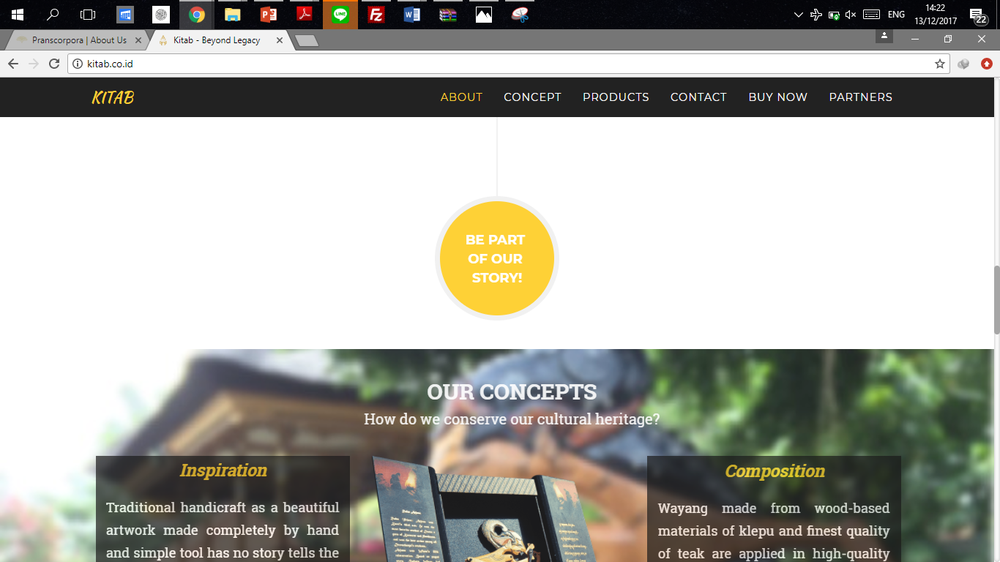 14:22
ENG
13/12/2017
22
Pranscorpora | About Us
Kitab - Beyond Legacy
kitab.co.id
KITAB
ABOUT
CONCEPT
PRODUCTS
CONTACT
BUY NOW
PARTNERS
BE PART
OF OUR
STORY!
OUR CONCEPTS
How do we conserve our cultural heritage?
Inspiration
Traditional handicraft as a beautiful
artwork made completely by hand
and simple tool has no story tells the
Composition
Wayang made from wood-based
materials of klepu and finest quality
of teak are applied in high-quality